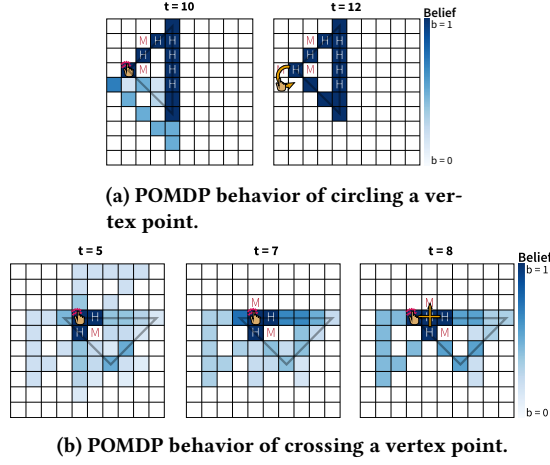 t = 10 t = 12 Belief
b = 1
M H H M H H
H H H H
M H H M H
H H
b = 0
(a) POMDP behavior of circling a ver-
tex point.
t = 5 t = 7 t = 8 Belief
b = 1
M M
H H H
H M H M H M
b = 0
(b) POMDP behavior of crossing a vertex point.